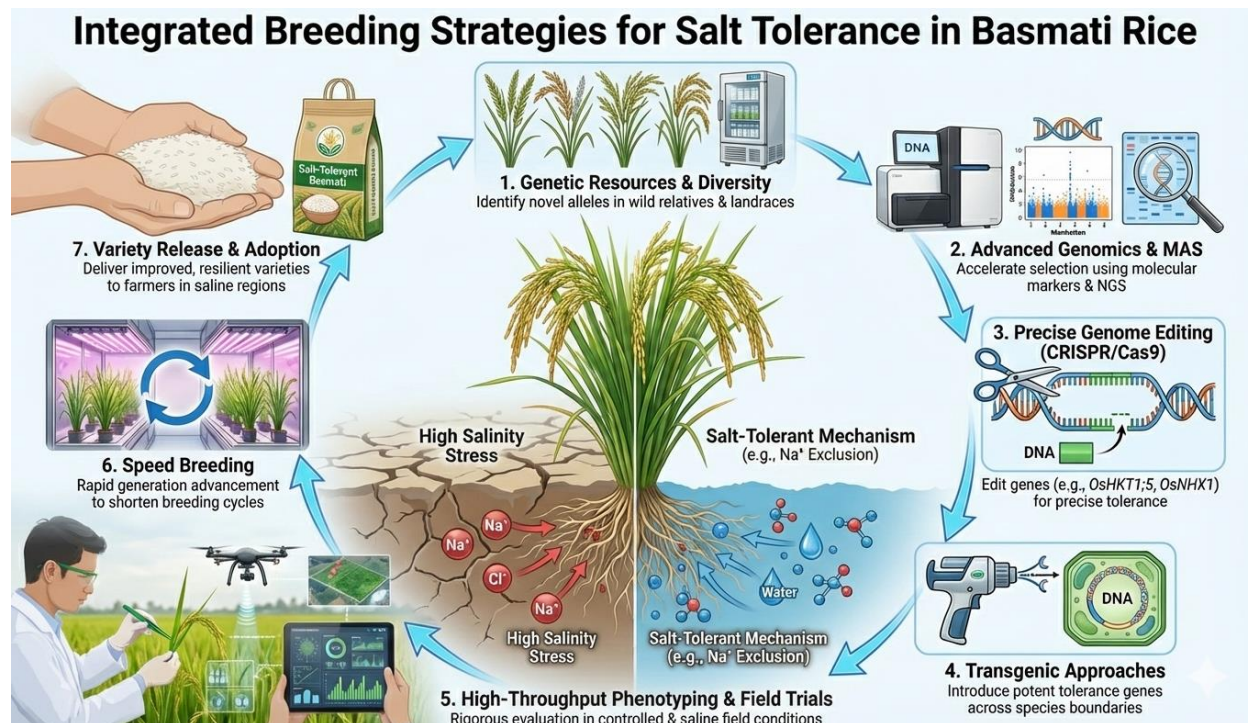 Integrated Breeding Strategies for Salt Tolerance in Basmati Rice
1. Genetic Resources & Diversity
Identify novel alleles in wild relatives & landraces
DNA
Manhetten
2. Advanced Genomics & MAS
Accelerate selection using molecular
markers & NGS
3. Precise Genome Editing
(CRISPR/Cas9)
DNA
Edit genes (e.g., OsHKT1;5, OsNHX1)
for precise tolerance
DNA
4. Transgenic Approaches
Introduce potent tolerance genes
across species boundaries
5. High-Throughput Phenotyping & Field Trials
Rigorous evaluation in controlled & saline field conditions
6. Speed Breeding
Rapid generation advancement
to shorten breeding cycles
Salt-Tolerant
7. Variety Release & Adoption
Deliver improved, resilient varieties
to farmers in saline regions
High Salinity
Stress
Salt-Tolerant Mechanism
(e.g., Na⁺ Exclusion)
Na⁺
Na⁺
Cl⁻
Na⁺
Water
High Salinity
Stress
Salt-Tolerant Mechanism
(e.g., Na⁺ Exclusion)